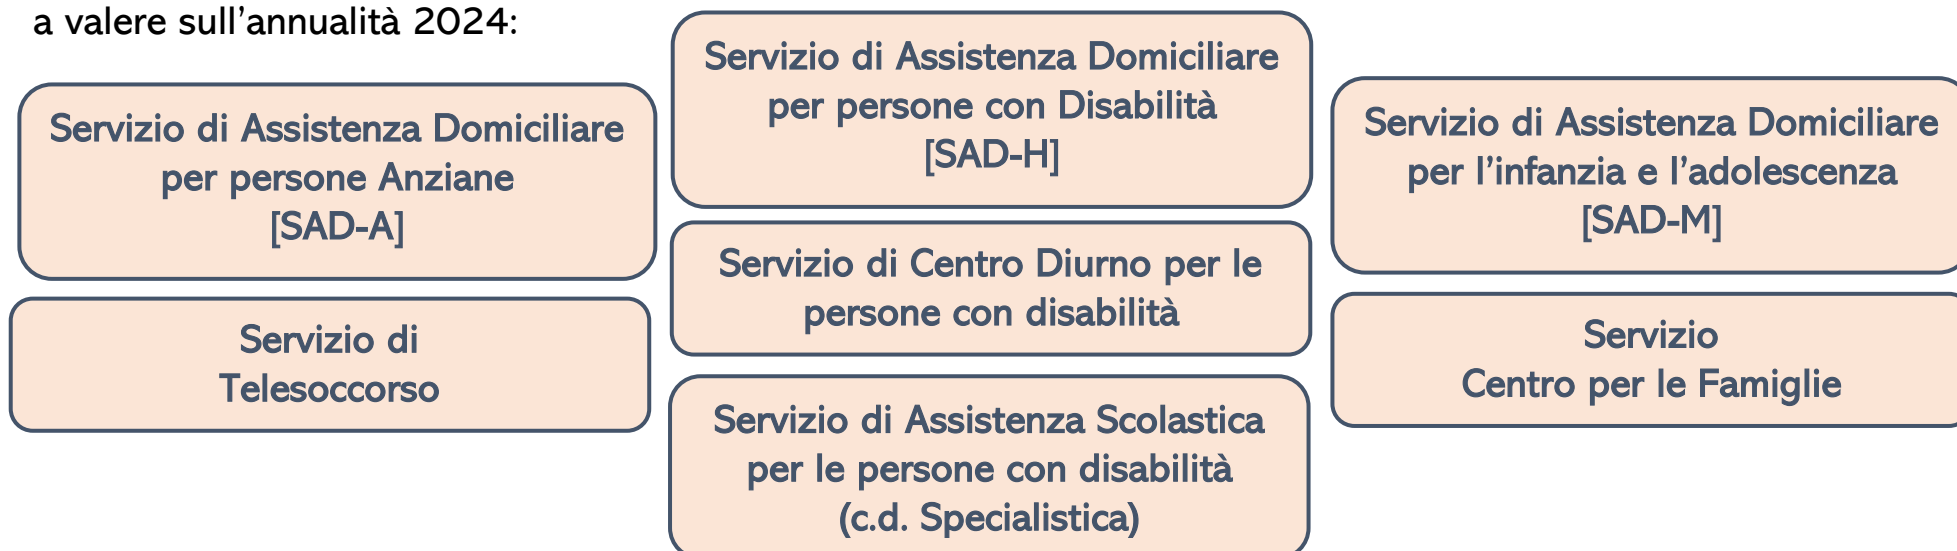 a valere sull’annualità 2024:
Servizio di Assistenza Domiciliare
per persone Anziane
[SAD-A]
Servizio di
Telesoccorso
Servizio di Assistenza Domiciliare
per persone con Disabilità
[SAD-H]
Servizio di Centro Diurno per le
persone con disabilità
Servizio di Assistenza Scolastica
per le persone con disabilità
(c.d. Specialistica)
Servizio di Assistenza Domiciliare
per l’infanzia e l’adolescenza
[SAD-M]
Servizio
Centro per le Famiglie